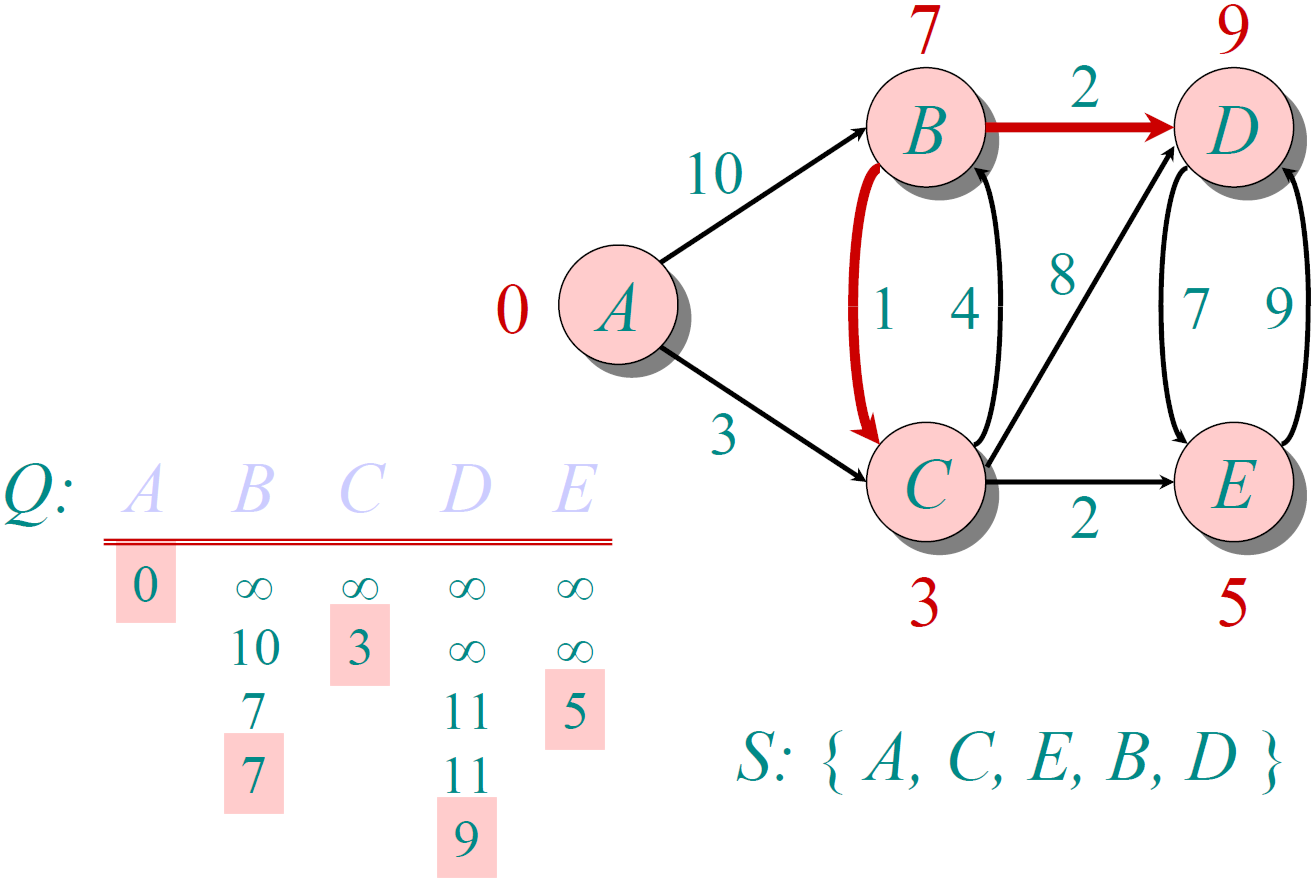 7 9
B 2 D
10
A
0
1 4 8 7 9
3
C 2 E
3 5
Q: A B C D E
0 ∞ ∞ ∞ ∞
10 3 ∞ ∞
7 11 5
7 11
9
S: { A, C, E, B, D }